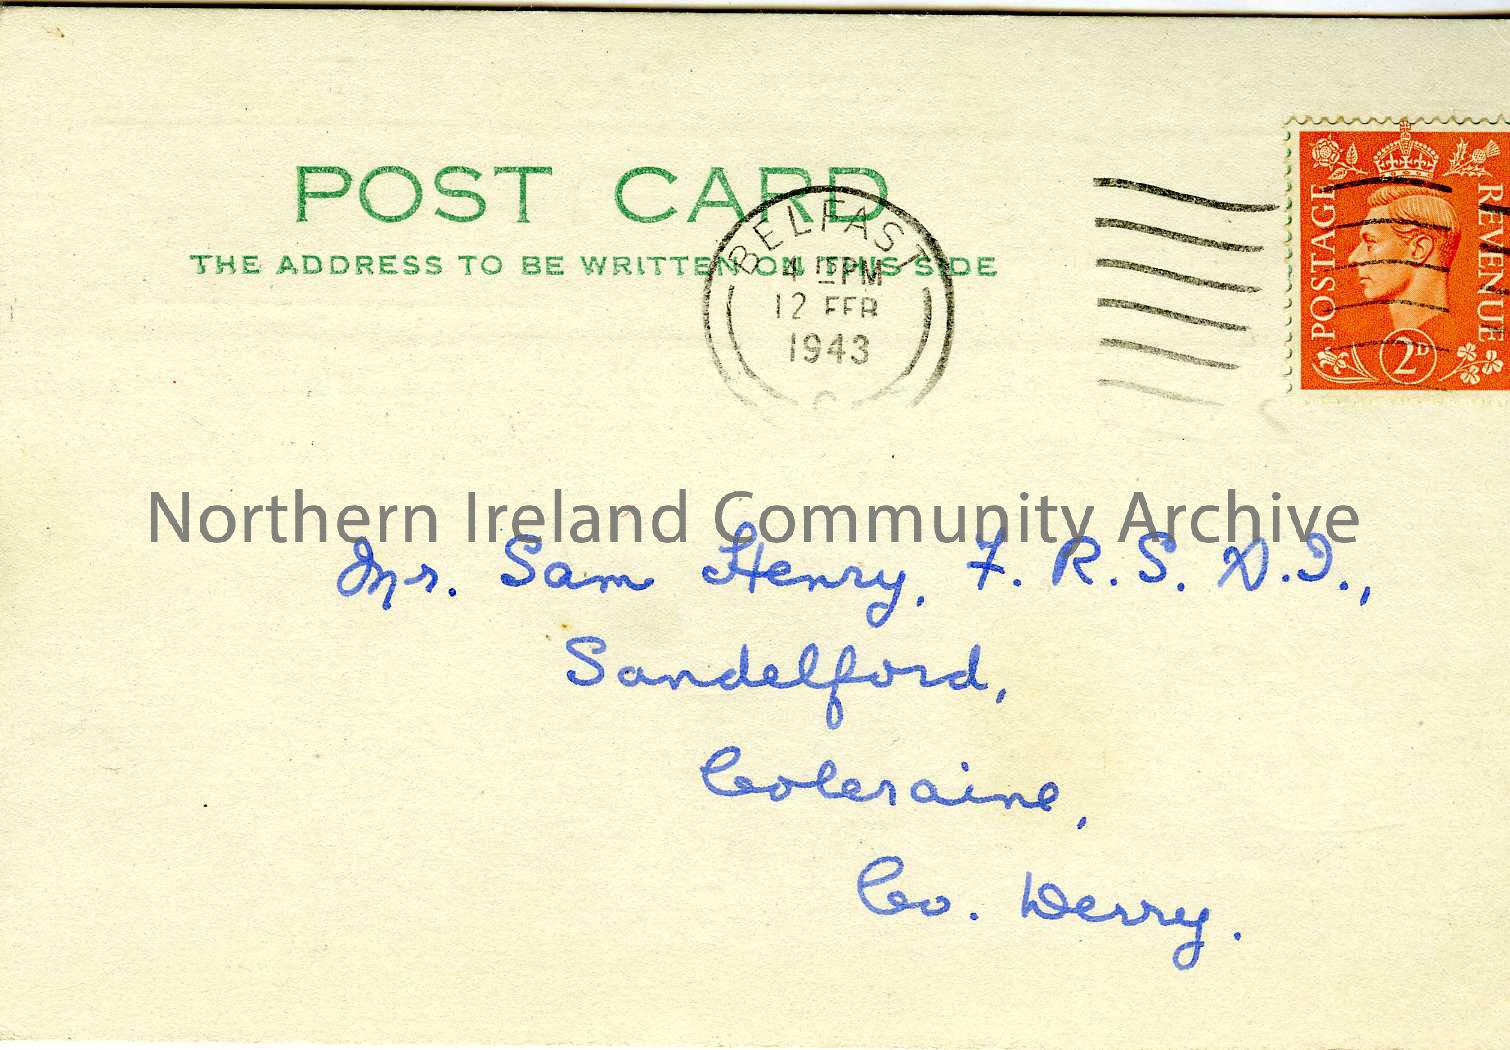 POST CARD
THE ADDRESS TO BE WRITTEN ON THIS SIDE
BELFAST
4 15PM
12 FEB
1943
POSTAGE
REVENUE
2D
Northern Ireland Community Archive
Mr. Sam Henry, F. R. S. A. I.,
Sandelford,
Coleraine,
Co. Derry.